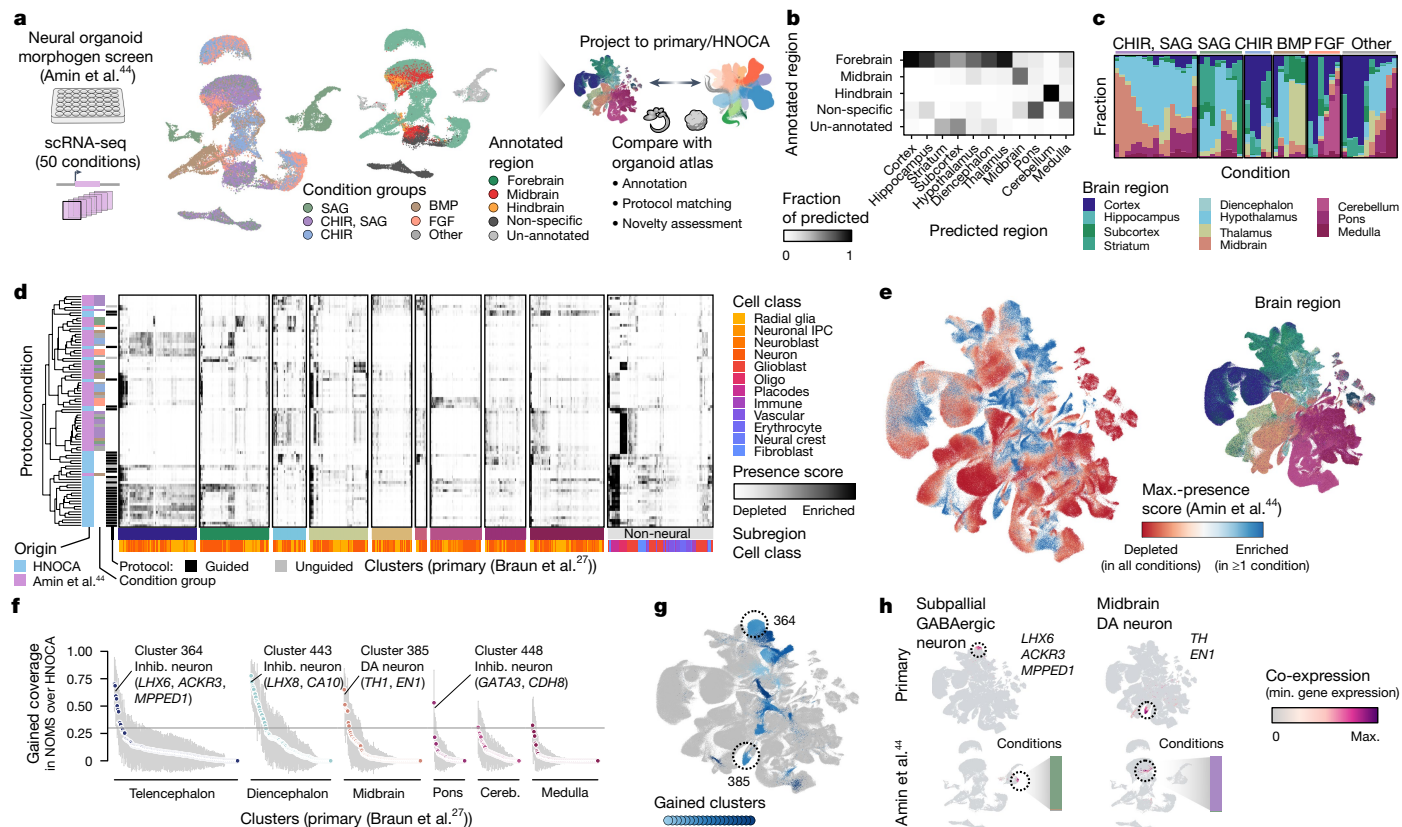 a
Neural organoid
morphogen screen
(Amin et al.44)
scRNA-seq
(50 conditions)
Condition groups
SAG
CHIR, SAG
CHIR
BMP
FGF
Other
Annotated
region
Forebrain
Midbrain
Hindbrain
Non-specific
Un-annotated
Project to primary/HNOCA
Compare with
organoid atlas
• Annotation
• Protocol matching
• Novelty assessment
b
Annotated region
Forebrain
Midbrain
Hindbrain
Non-specific
Un-annotated
Cortex
Hippocampus
Striatum
Subcortex
Hypothalamus
Diencephalon
Thalamus
Midbrain
Pons
Cerebellum
Medulla
Predicted region
Fraction
of predicted
0 1
c
CHIR, SAG SAG CHIR BMP FGF Other
Fraction
Condition
Brain region
Cortex
Hippocampus
Subcortex
Striatum
Diencephalon
Hypothalamus
Thalamus
Midbrain
Cerebellum
Pons
Medulla
d
Protocol/condition
Cell class
Radial glia
Neuronal IPC
Neuroblast
Neuron
Glioblast
Oligo
Placodes
Immune
Vascular
Erythrocyte
Neural crest
Fibroblast
Presence score
Depleted Enriched
Non-neural
Subregion
Cell class
Origin
HNOCA
Amin et al.44
Protocol: Guided Unguided
Condition group
Clusters (primary (Braun et al.27))
e
Brain region
Max.-presence
score (Amin et al.44)
Depleted
(in all conditions)
Enriched
(in ≥1 condition)
f
Gained coverage
in NOMS over HNOCA
1.00
0.75
0.50
0.25
0
Cluster 364
Inhib. neuron
(LHX6, ACKR3,
MPPED1)
Cluster 443
Inhib. neuron
(LHX8, CA10)
Cluster 385
DA neuron
(TH1, EN1)
Cluster 448
Inhib. neuron
(GATA3, CDH8)
Telencephalon Diencephalon Midbrain Pons Cereb. Medulla
Clusters (primary (Braun et al.27))
g
364
385
Gained clusters
h
Subpallial
GABAergic
neuron
LHX6
ACKR3
MPPED1
Midbrain
DA neuron
TH
EN1
Primary
Amin et al.44
Conditions
Conditions
Co-expression
(min. gene expression)
0 Max.